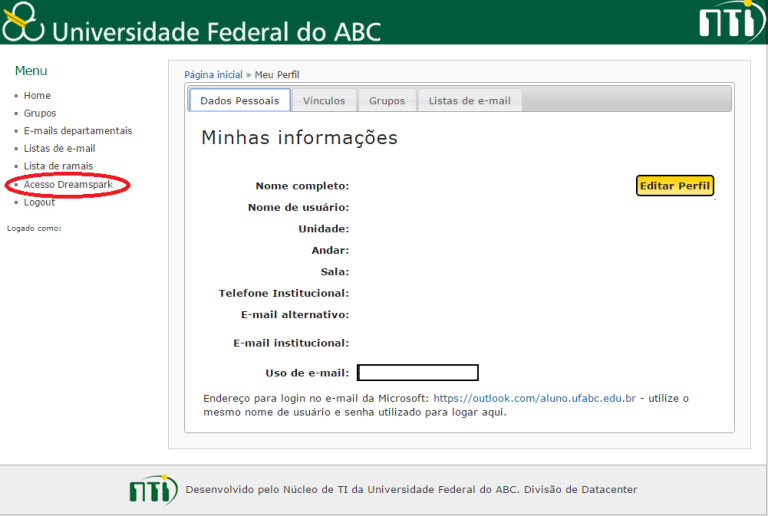 Universidade Federal do ABC
nTi
Menu
Home
Grupos
E-mails departamentais
Listas de e-mail
Lista de ramais
Acesso Dreamspark
Logout
Logado como:
Página inicial » Meu Perfil
Dados Pessoais Vínculos Grupos Listas de e-mail
Minhas informações
Nome completo:
Editar Perfil
Nome de usuário:
Unidade:
Andar:
Sala:
Telefone Institucional:
E-mail alternativo:
E-mail institucional:
Uso de e-mail:
Endereço para login no e-mail da Microsoft: https://outlook.com/aluno.ufabc.edu.br - utilize o
mesmo nome de usuário e senha utilizado para logar aqui.
nTi Desenvolvido pelo Núcleo de TI da Universidade Federal do ABC. Divisão de Datacenter